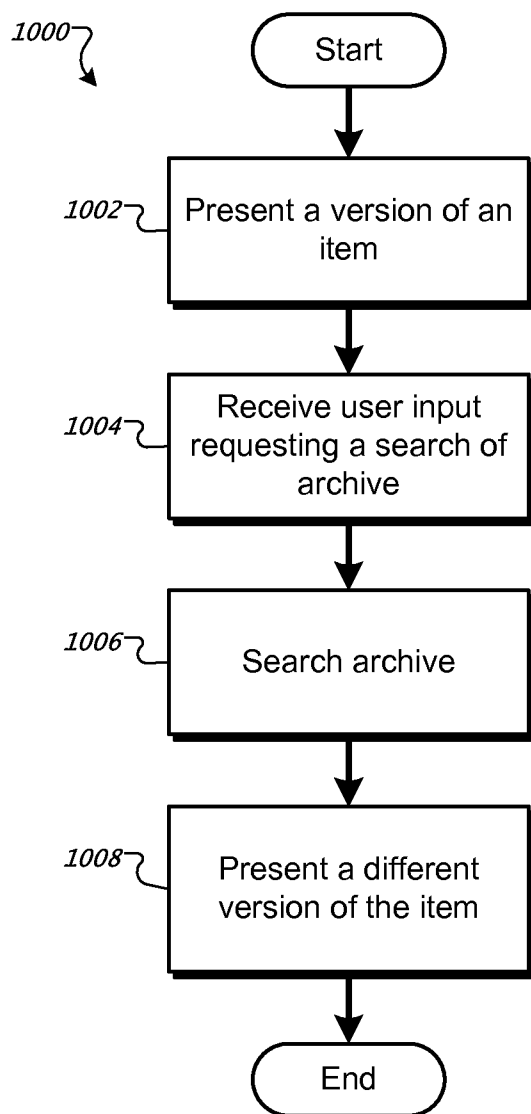 1000
Start
1002
Present a version of an
item
1004
Receive user input
requesting a search of
archive
1006
Search archive
1008
Present a different
version of the item
End